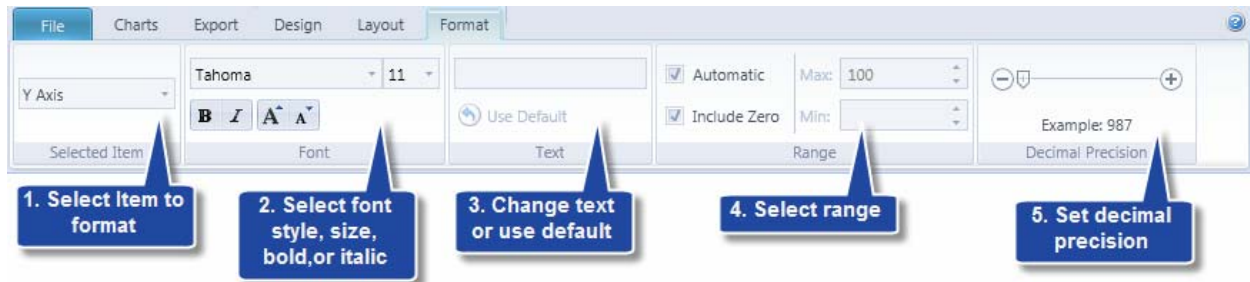 File Charts Export Design Layout Format
Tahoma 11
Automatic Max: 100
Y Axis
B I A A Use Default Include Zero Min:
Example: 987
Selected Item Font Text Range Decimal Precision
1. Select Item to
format
2. Select font
style, size,
bold,or italic
3. Change text
or use default
4. Select range
5. Set decimal
precision